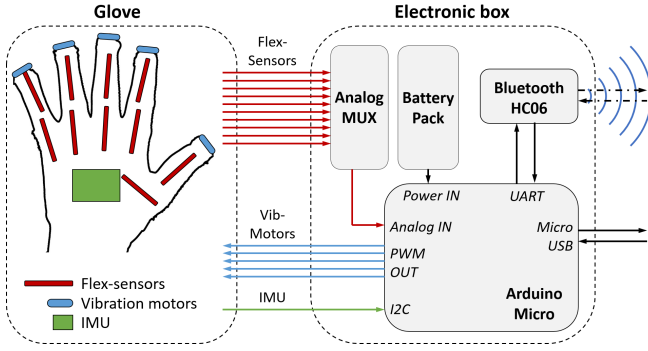 Glove
Electronic box
Flex-
Sensors
Analog
MUX
Battery
Pack
Bluetooth
HC06
Power IN
UART
Analog IN
Micro
USB
Vib-
Motors
PWM
OUT
IMU
I2C
Arduino
Micro
Flex-sensors
Vibration motors
IMU